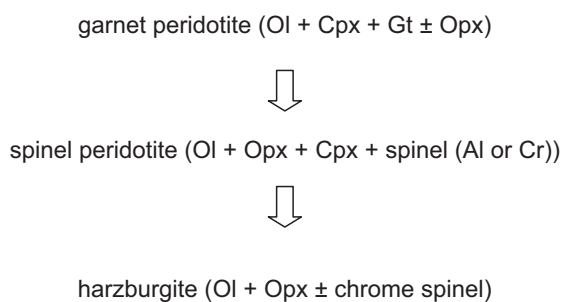 garnet peridotite (Ol + Cpx + Gt ± Opx)
spinel peridotite (Ol + Opx + Cpx + spinel (Al or Cr))
harzburgite (Ol + Opx ± chrome spinel)